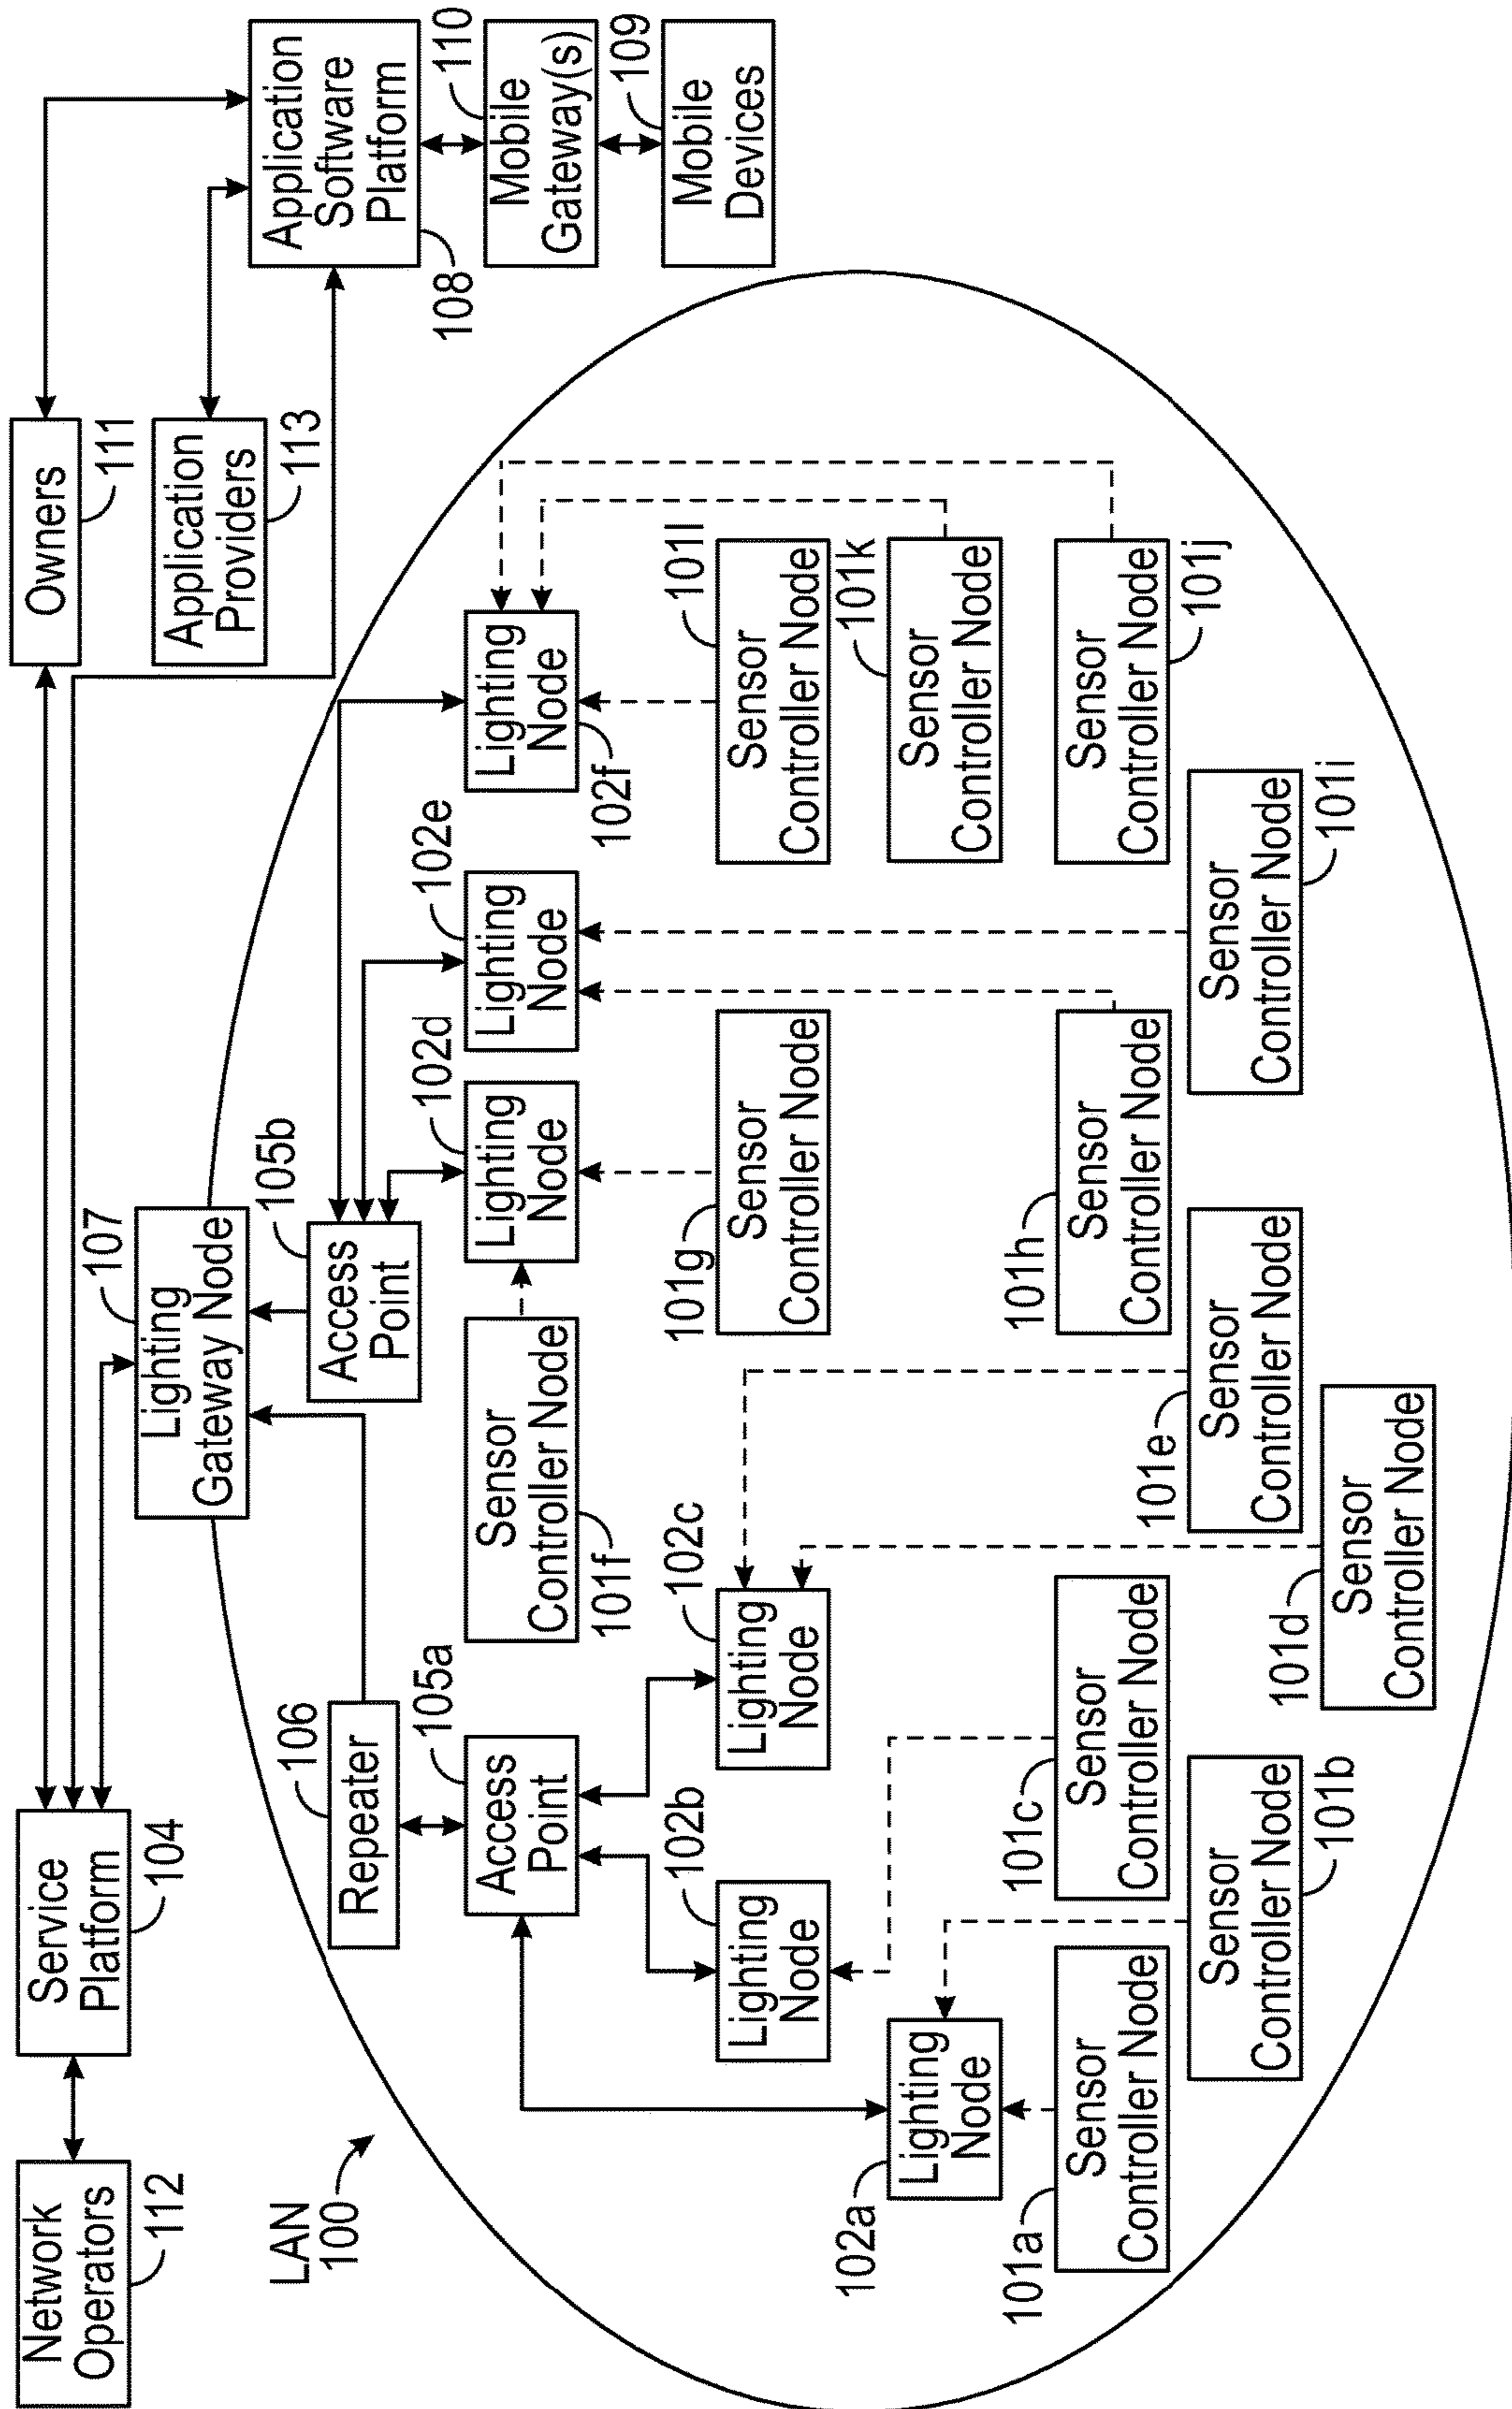 Network
Operators
112
Service
Platform
104
Owners
111
Application
Providers
113
Application
Software
Platform
108
110
Mobile
Gateway(s)
109
Mobile
Devices
LAN
100
107
Lighting
Gateway Node
106
Repeater
105b
Access
Point
105a
Access
Point
102a
Lighting
Node
102b
Lighting
Node
102c
Lighting
Node
102d
Lighting
Node
102e
Lighting
Node
Lighting
Node
102f
101a
Sensor
Controller Node
Sensor
Controller Node
101b
101c
Sensor
Controller Node
101d
Sensor
Controller Node
101e
Sensor
Controller Node
Sensor
Controller Node
101f
101g
Sensor
Controller Node
101h
Sensor
Controller Node
Sensor
Controller Node
101i
Sensor
Controller Node
101j
101k
Sensor
Controller Node
101l
Sensor
Controller Node